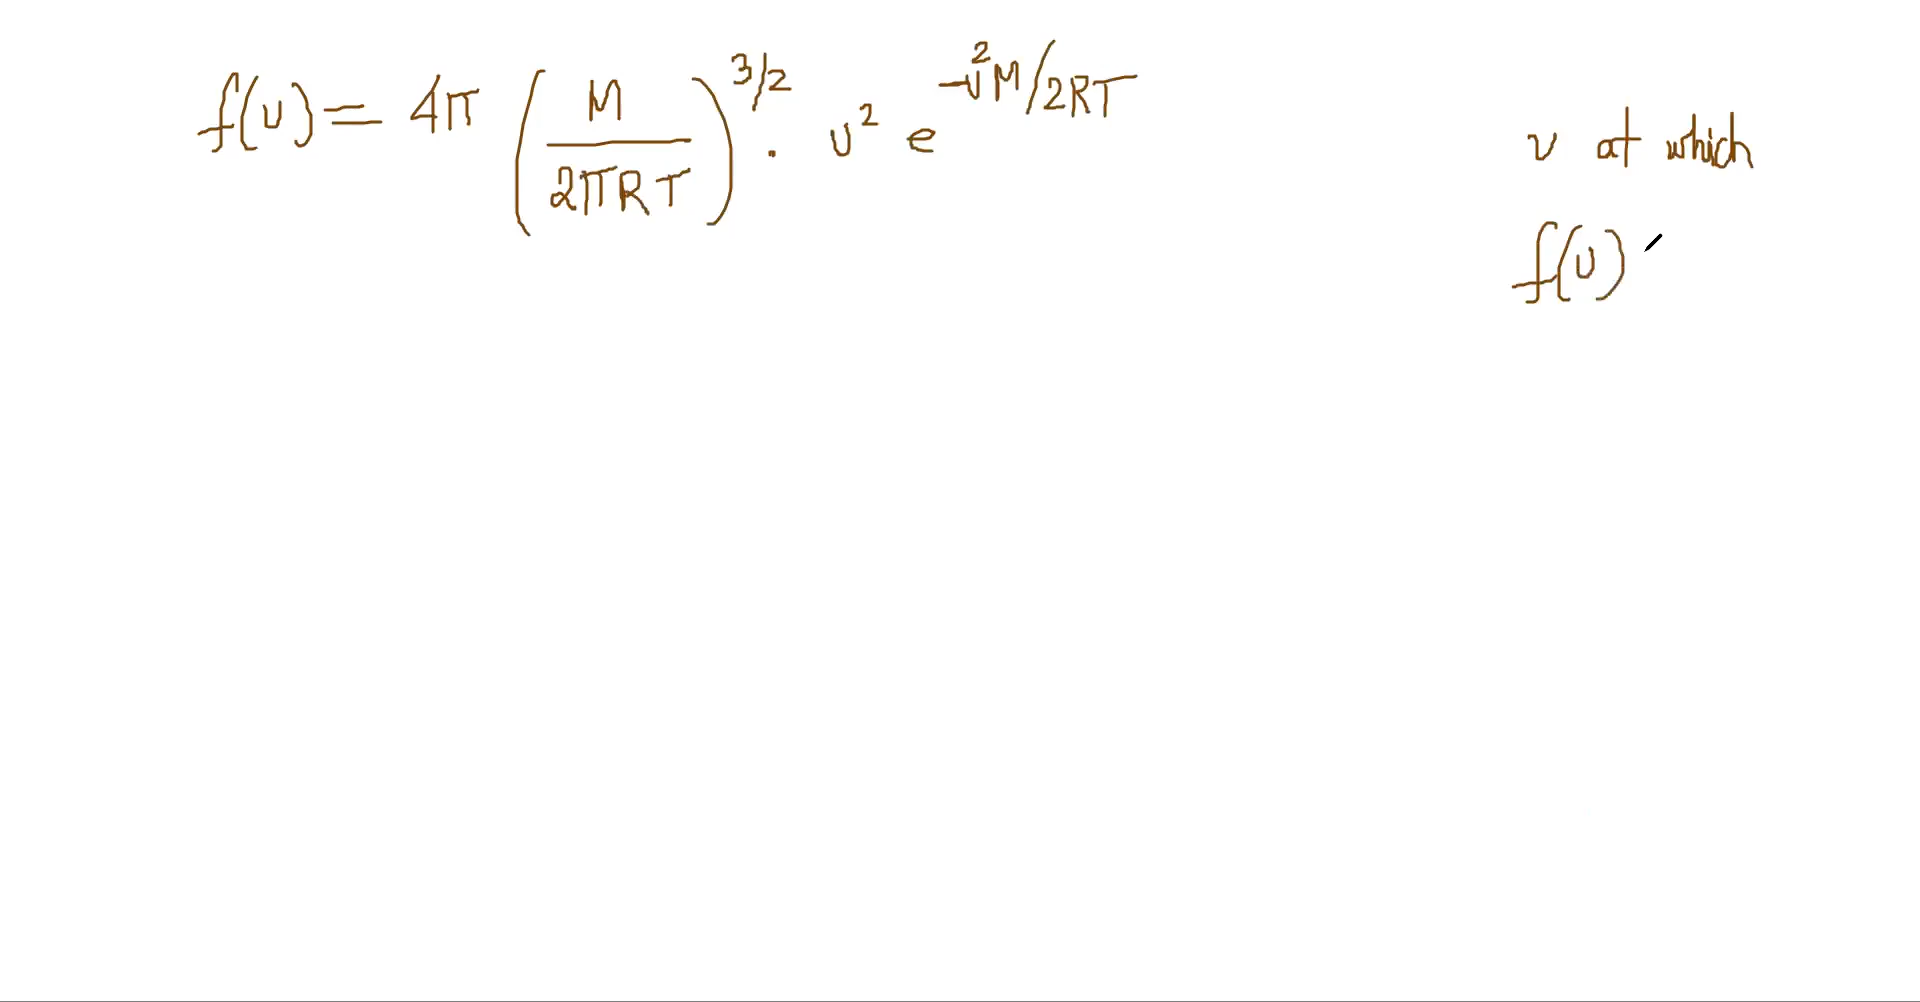 f(v) = 4π (M / 2πRT)^3/2 . v² e^-v²M/2RT
v at which
f(v)